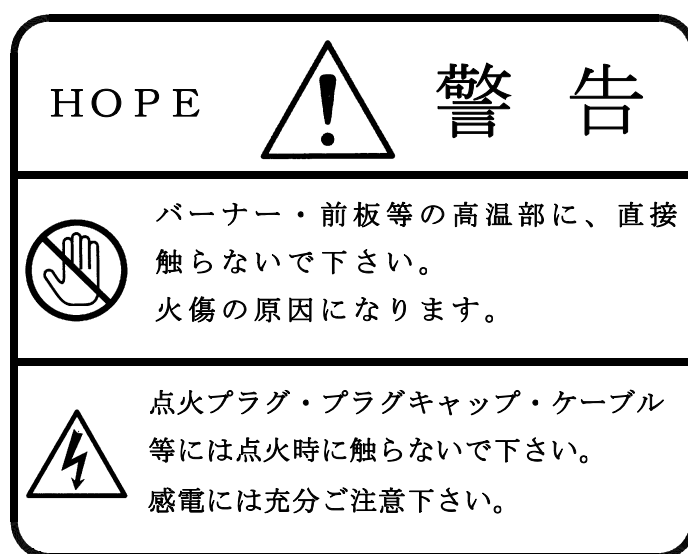 HOPE 警告
バーナー・前板等の高温部に、直接
触らないで下さい。
火傷の原因になります。
点火プラグ・プラグキャップ・ケーブル
等には点火時に触らないで下さい。
感電には充分ご注意下さい。